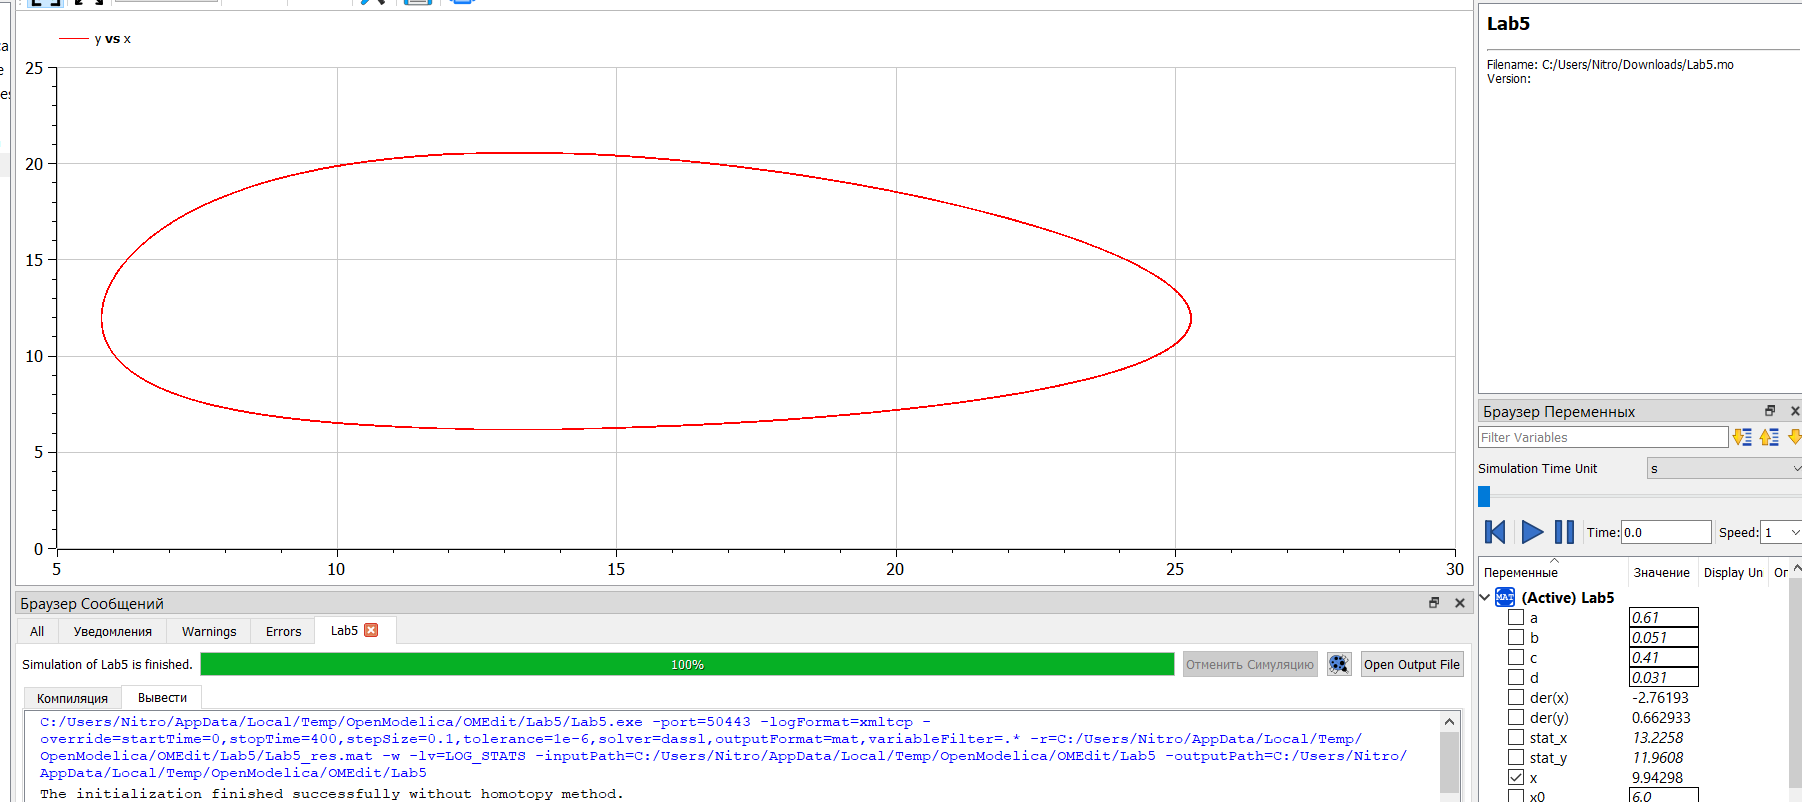 y vs x
25
20
15
10
5
0
5
10
15
20
25
30
Lab5
Filename: C:/Users/Nitro/Downloads/Lab5.mo
Version:
Браузер Переменных
Filter Variables
Simulation Time Unit
s
Time: 0.0
Speed: 1
Переменные Значение Display Un Or
(Active) Lab5
a 0.61
b 0.051
c 0.41
d 0.031
der(x) -2.76193
der(y) 0.662933
stat_x 13.2258
stat_y 11.9608
x 9.94298
x0 6.0
Браузер Сообщений
All Уведомления Warnings Errors Lab5
Simulation of Lab5 is finished. 100% Отменить Симуляцию Open Output File
Компиляция Вывести
C:/Users/Nitro/AppData/Local/Temp/OpenModelica/OMEdit/Lab5/Lab5.exe -port=50443 -logFormat=xmltcp -
override=startTime=0,stopTime=400,stepSize=0.1,tolerance=1e-6,solver=dassl,outputFormat=mat,variableFilter=.* -r=C:/Users/Nitro/AppData/Local/Temp/
OpenModelica/OMEdit/Lab5/Lab5_res.mat -w -lv=LOG_STATS -inputPath=C:/Users/Nitro/AppData/Local/Temp/OpenModelica/OMEdit/Lab5 -outputPath=C:/Users/Nitro/
AppData/Local/Temp/OpenModelica/OMEdit/Lab5
The initialization finished successfully without homotopy method.